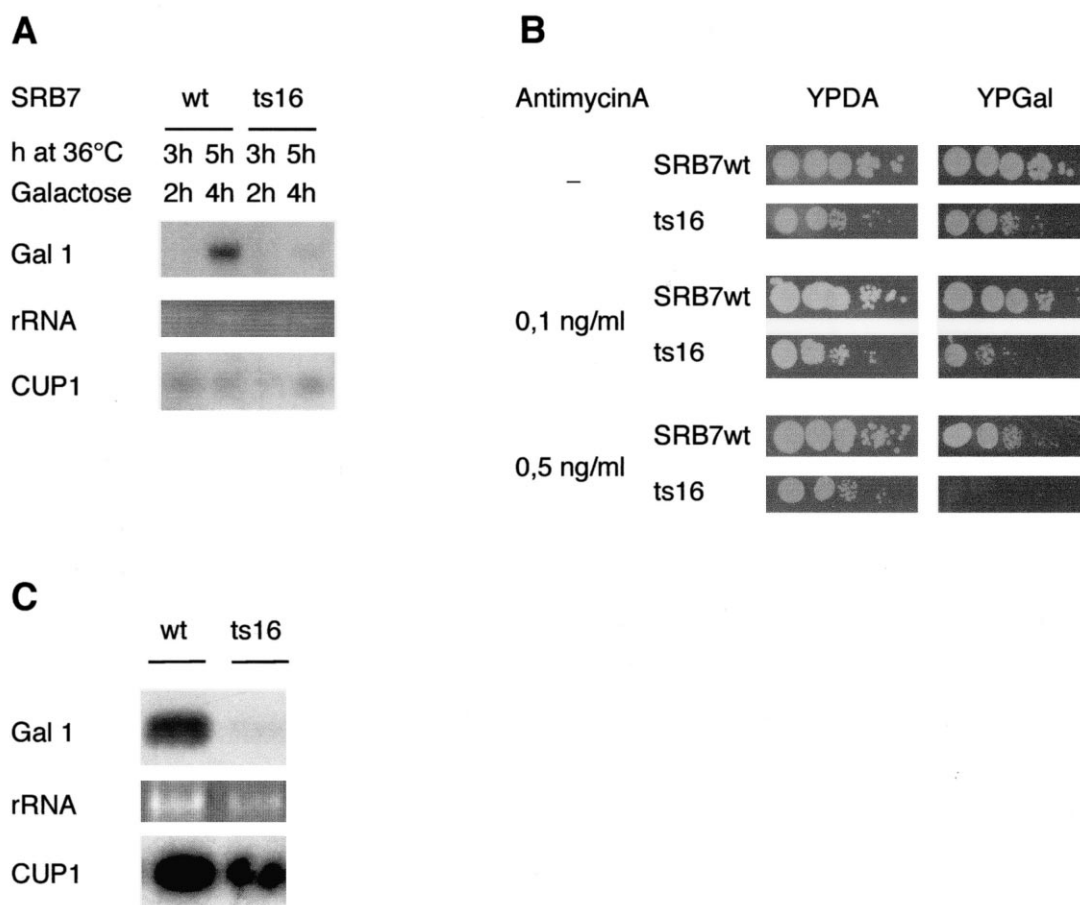 A
SRB7 wt ts16
h at 36°C 3h 5h 3h 5h
Galactose 2h 4h 2h 4h
Gal 1
rRNA
CUP1
B
AntimycinA YPDA YPGal
– SRB7wt
ts16
0,1 ng/ml SRB7wt
ts16
0,5 ng/ml SRB7wt
ts16
C
wt ts16
Gal 1
rRNA
CUP1